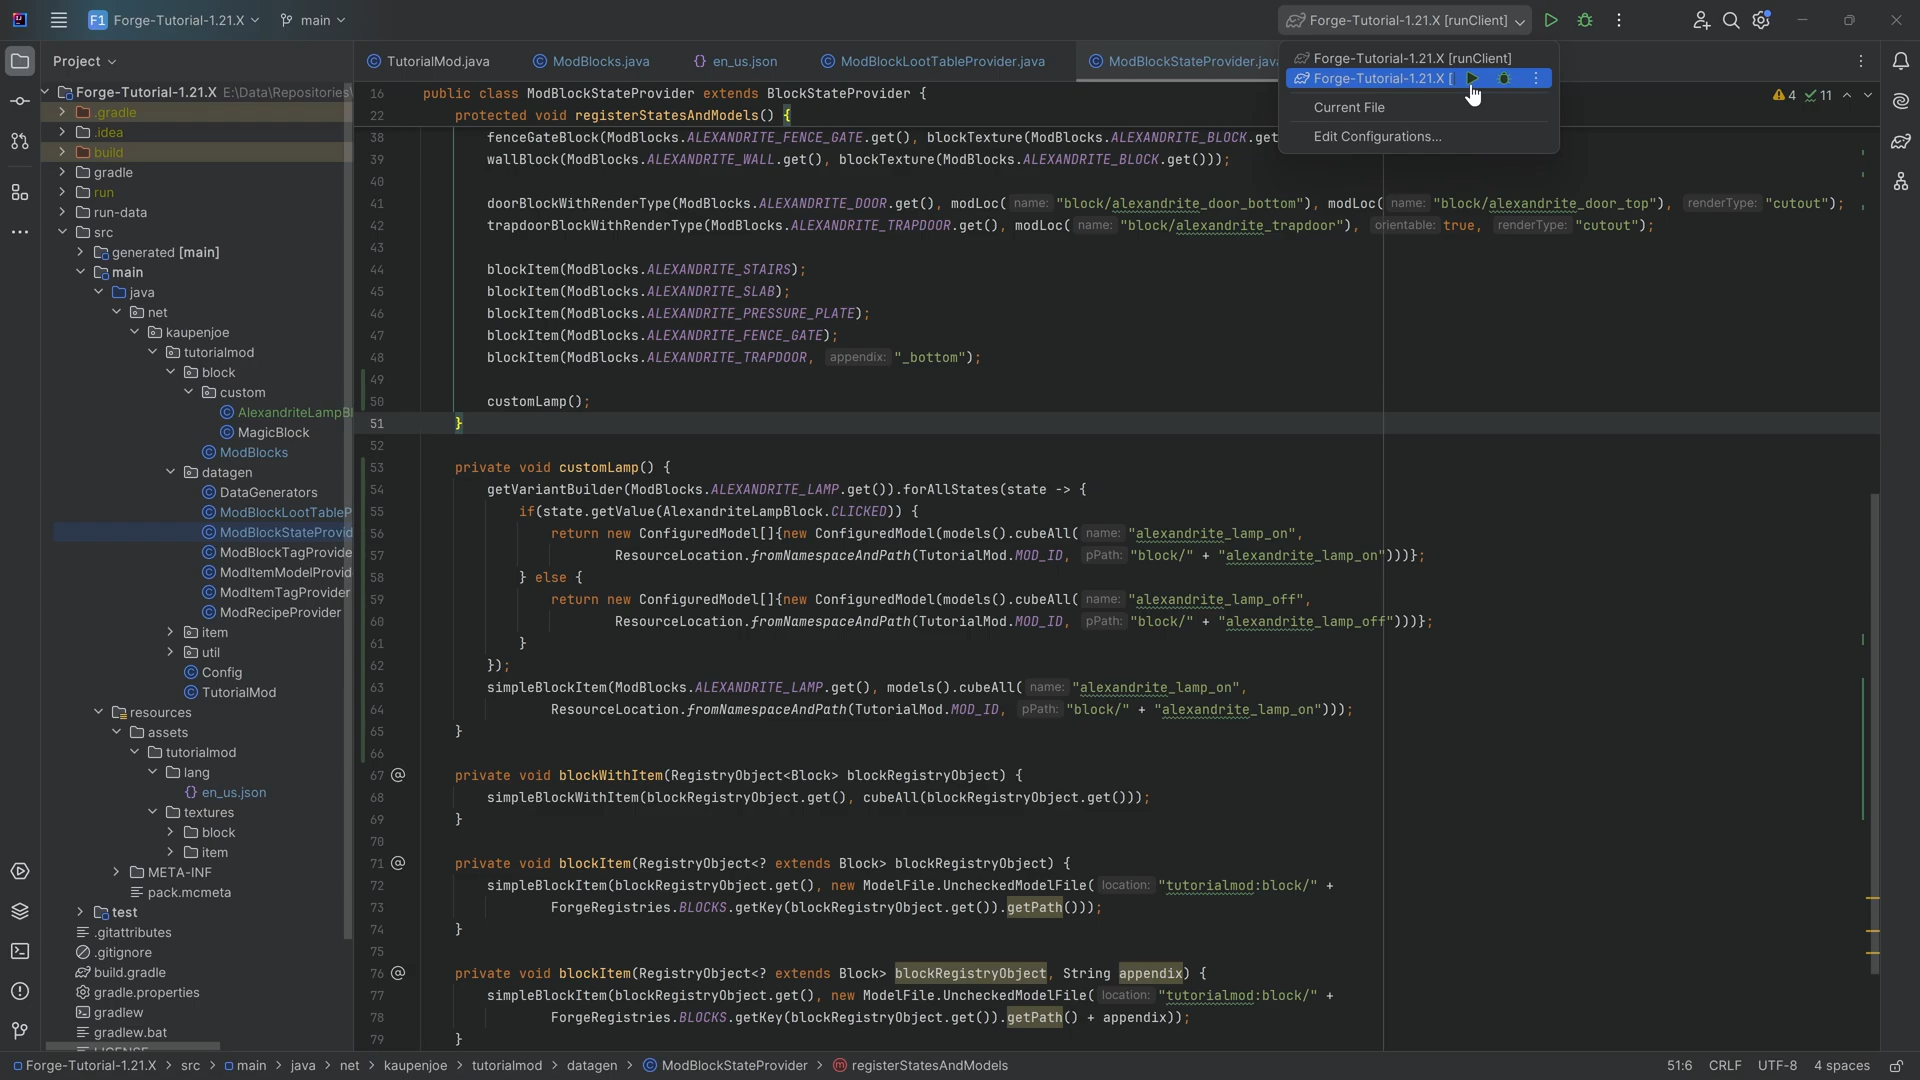 F1 Forge-Tutorial-1.21.X main Forge-Tutorial-1.21.X [runClient]
Project TutorialMod.java ModBlocks.java en_us.json ModBlockLootTableProvider.java ModBlockStateProvider.java
Forge-Tutorial-1.21.X [runClient]
Forge-Tutorial-1.21.X [
Current File
Edit Configurations...
4 11
Forge-Tutorial-1.21.X E:\Data\Repositories\
.gradle
.idea
build
gradle
run
run-data
src
generated [main]
main
java
net
kaupenjoe
tutorialmod
block
custom
AlexandriteLampBl
MagicBlock
ModBlocks
datagen
DataGenerators
ModBlockLootTableP
ModBlockStateProvid
ModBlockTagProvide
ModItemModelProvid
ModItemTagProvider
ModRecipeProvider
item
util
Config
TutorialMod
resources
assets
tutorialmod
lang
en_us.json
textures
block
item
META-INF
pack.mcmeta
test
.gitattributes
.gitignore
build.gradle
gradle.properties
gradlew
gradlew.bat
LICENSE
16 public class ModBlockStateProvider extends BlockStateProvider {
22 protected void registerStatesAndModels() {
38 fenceGateBlock(ModBlocks.ALEXANDRITE_FENCE_GATE.get(), blockTexture(ModBlocks.ALEXANDRITE_BLOCK.get
39 wallBlock(ModBlocks.ALEXANDRITE_WALL.get(), blockTexture(ModBlocks.ALEXANDRITE_BLOCK.get()));
40
41 doorBlockWithRenderType(ModBlocks.ALEXANDRITE_DOOR.get(), modLoc( name: "block/alexandrite_door_bottom"), modLoc( name: "block/alexandrite_door_top"), renderType: "cutout");
42 trapdoorBlockWithRenderType(ModBlocks.ALEXANDRITE_TRAPDOOR.get(), modLoc( name: "block/alexandrite_trapdoor"), orientable: true, renderType: "cutout");
43
44 blockItem(ModBlocks.ALEXANDRITE_STAIRS);
45 blockItem(ModBlocks.ALEXANDRITE_SLAB);
46 blockItem(ModBlocks.ALEXANDRITE_PRESSURE_PLATE);
47 blockItem(ModBlocks.ALEXANDRITE_FENCE_GATE);
48 blockItem(ModBlocks.ALEXANDRITE_TRAPDOOR, appendix: "_bottom");
49
50 customLamp();
51 }
52
53 private void customLamp() {
54 getVariantBuilder(ModBlocks.ALEXANDRITE_LAMP.get()).forAllStates(state -> {
55 if(state.getValue(AlexandriteLampBlock.CLICKED)) {
56 return new ConfiguredModel[]{new ConfiguredModel(models().cubeAll( name: "alexandrite_lamp_on",
57 ResourceLocation.fromNamespaceAndPath(TutorialMod.MOD_ID, pPath: "block/" + "alexandrite_lamp_on")))};
58 } else {
59 return new ConfiguredModel[]{new ConfiguredModel(models().cubeAll( name: "alexandrite_lamp_off",
60 ResourceLocation.fromNamespaceAndPath(TutorialMod.MOD_ID, pPath: "block/" + "alexandrite_lamp_off")))};
61 }
62 });
63 simpleBlockItem(ModBlocks.ALEXANDRITE_LAMP.get(), models().cubeAll( name: "alexandrite_lamp_on",
64 ResourceLocation.fromNamespaceAndPath(TutorialMod.MOD_ID, pPath: "block/" + "alexandrite_lamp_on")));
65 }
66
67 @ private void blockWithItem(RegistryObject<Block> blockRegistryObject) {
68 simpleBlockWithItem(blockRegistryObject.get(), cubeAll(blockRegistryObject.get()));
69 }
70
71 @ private void blockItem(RegistryObject<? extends Block> blockRegistryObject) {
72 simpleBlockItem(blockRegistryObject.get(), new ModelFile.UncheckedModelFile( location: "tutorialmod:block/" +
73 ForgeRegistries.BLOCKS.getKey(blockRegistryObject.get()).getPath()));
74 }
75
76 @ private void blockItem(RegistryObject<? extends Block> blockRegistryObject, String appendix) {
77 simpleBlockItem(blockRegistryObject.get(), new ModelFile.UncheckedModelFile( location: "tutorialmod:block/" +
78 ForgeRegistries.BLOCKS.getKey(blockRegistryObject.get()).getPath() + appendix));
79 }
Forge-Tutorial-1.21.X > src > main > java > net > kaupenjoe > tutorialmod > datagen > ModBlockStateProvider > registerStatesAndModels 51:6 CRLF UTF-8 4 spaces